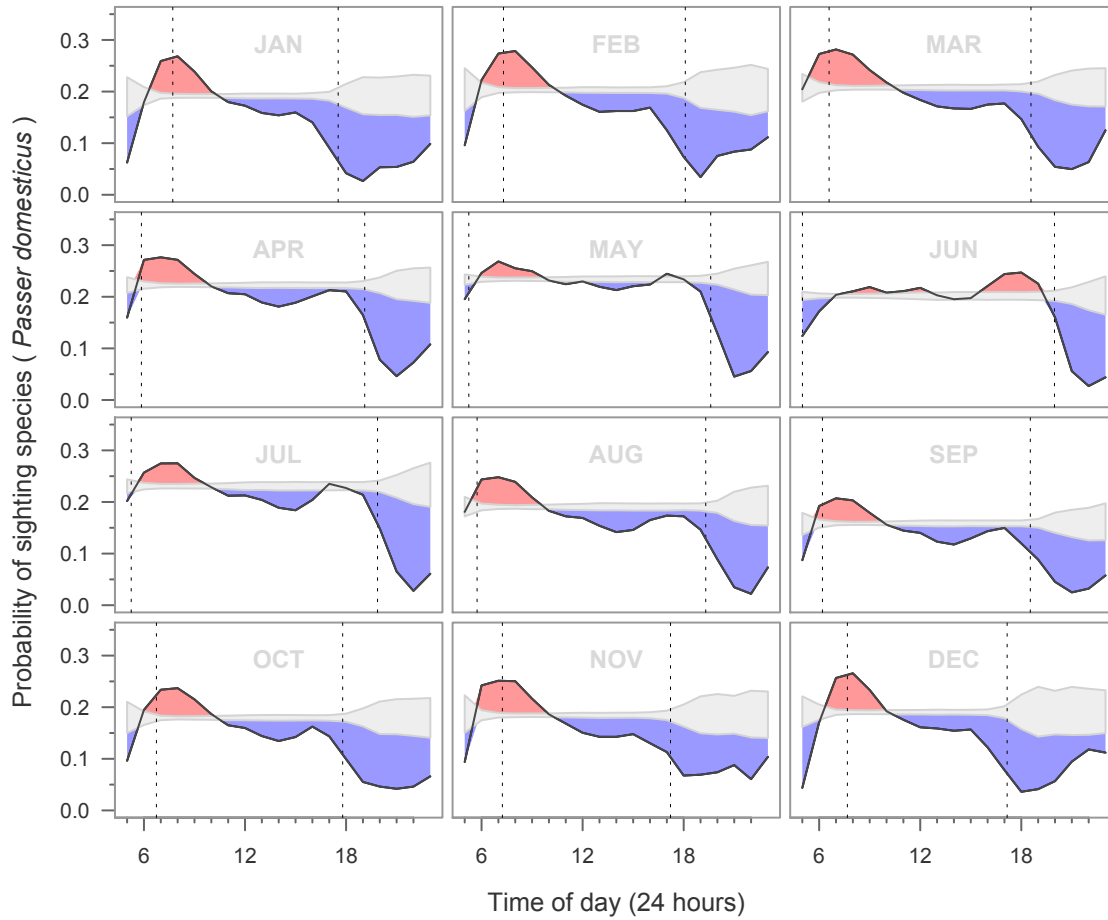 Probability of sighting species ( Passer domesticus )
JAN
FEB
MAR
0.3
0.2
0.1
0.0
APR
MAY
JUN
0.3
0.2
0.1
0.0
JUL
AUG
SEP
0.3
0.2
0.1
0.0
OCT
NOV
DEC
0.3
0.2
0.1
0.0
6 18 6 18 6 18
Time of day (24 hours)